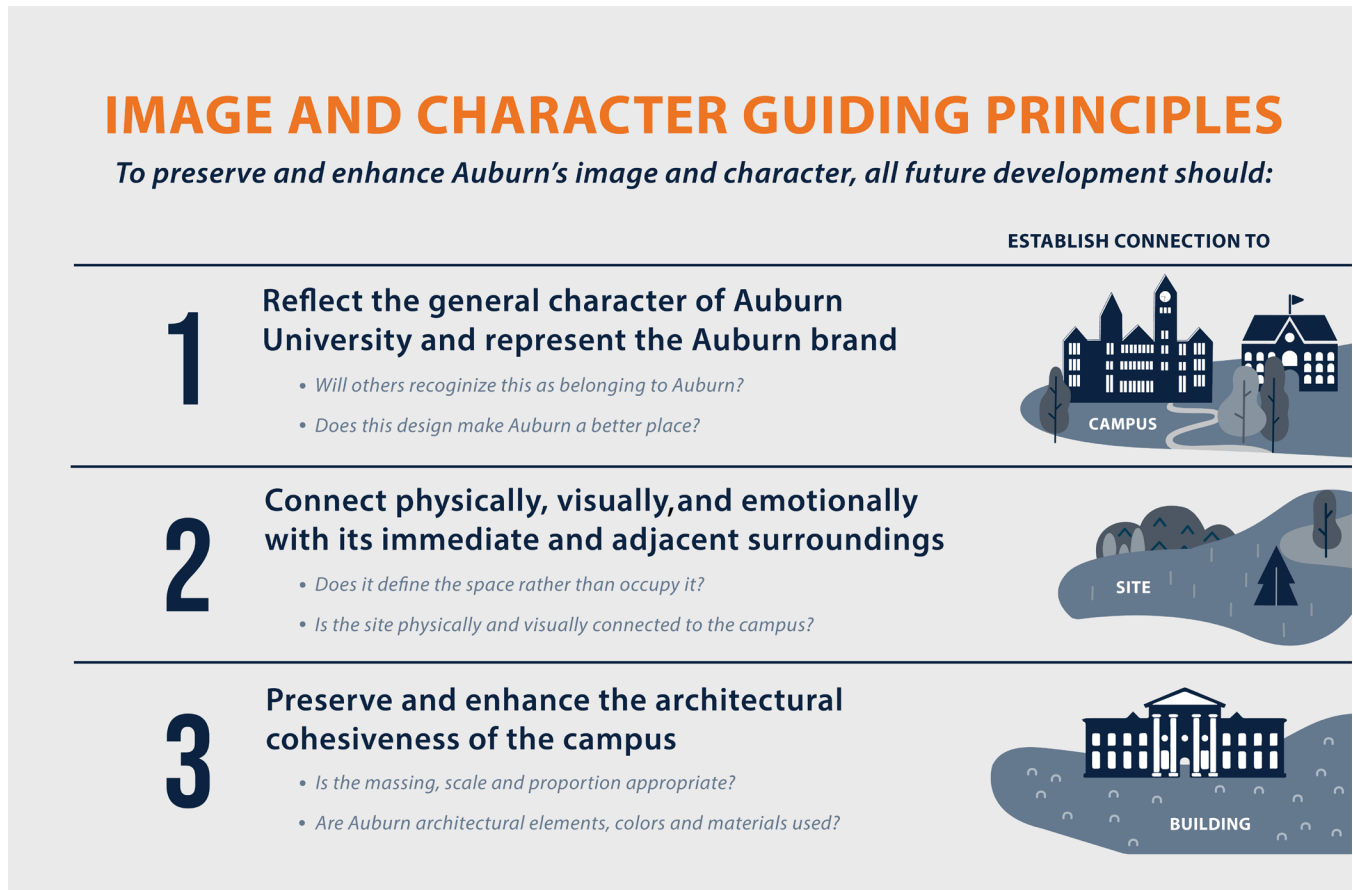 IMAGE AND CHARACTER GUIDING PRINCIPLES
To preserve and enhance Auburn’s image and character, all future development should:
ESTABLISH CONNECTION TO
1
Reflect the general character of Auburn
University and represent the Auburn brand
• Will others recoginize this as belonging to Auburn?
• Does this design make Auburn a better place?
CAMPUS
2
Connect physically, visually,and emotionally
with its immediate and adjacent surroundings
• Does it define the space rather than occupy it?
• Is the site physically and visually connected to the campus?
SITE
3
Preserve and enhance the architectural
cohesiveness of the campus
• Is the massing, scale and proportion appropriate?
• Are Auburn architectural elements, colors and materials used?
BUILDING